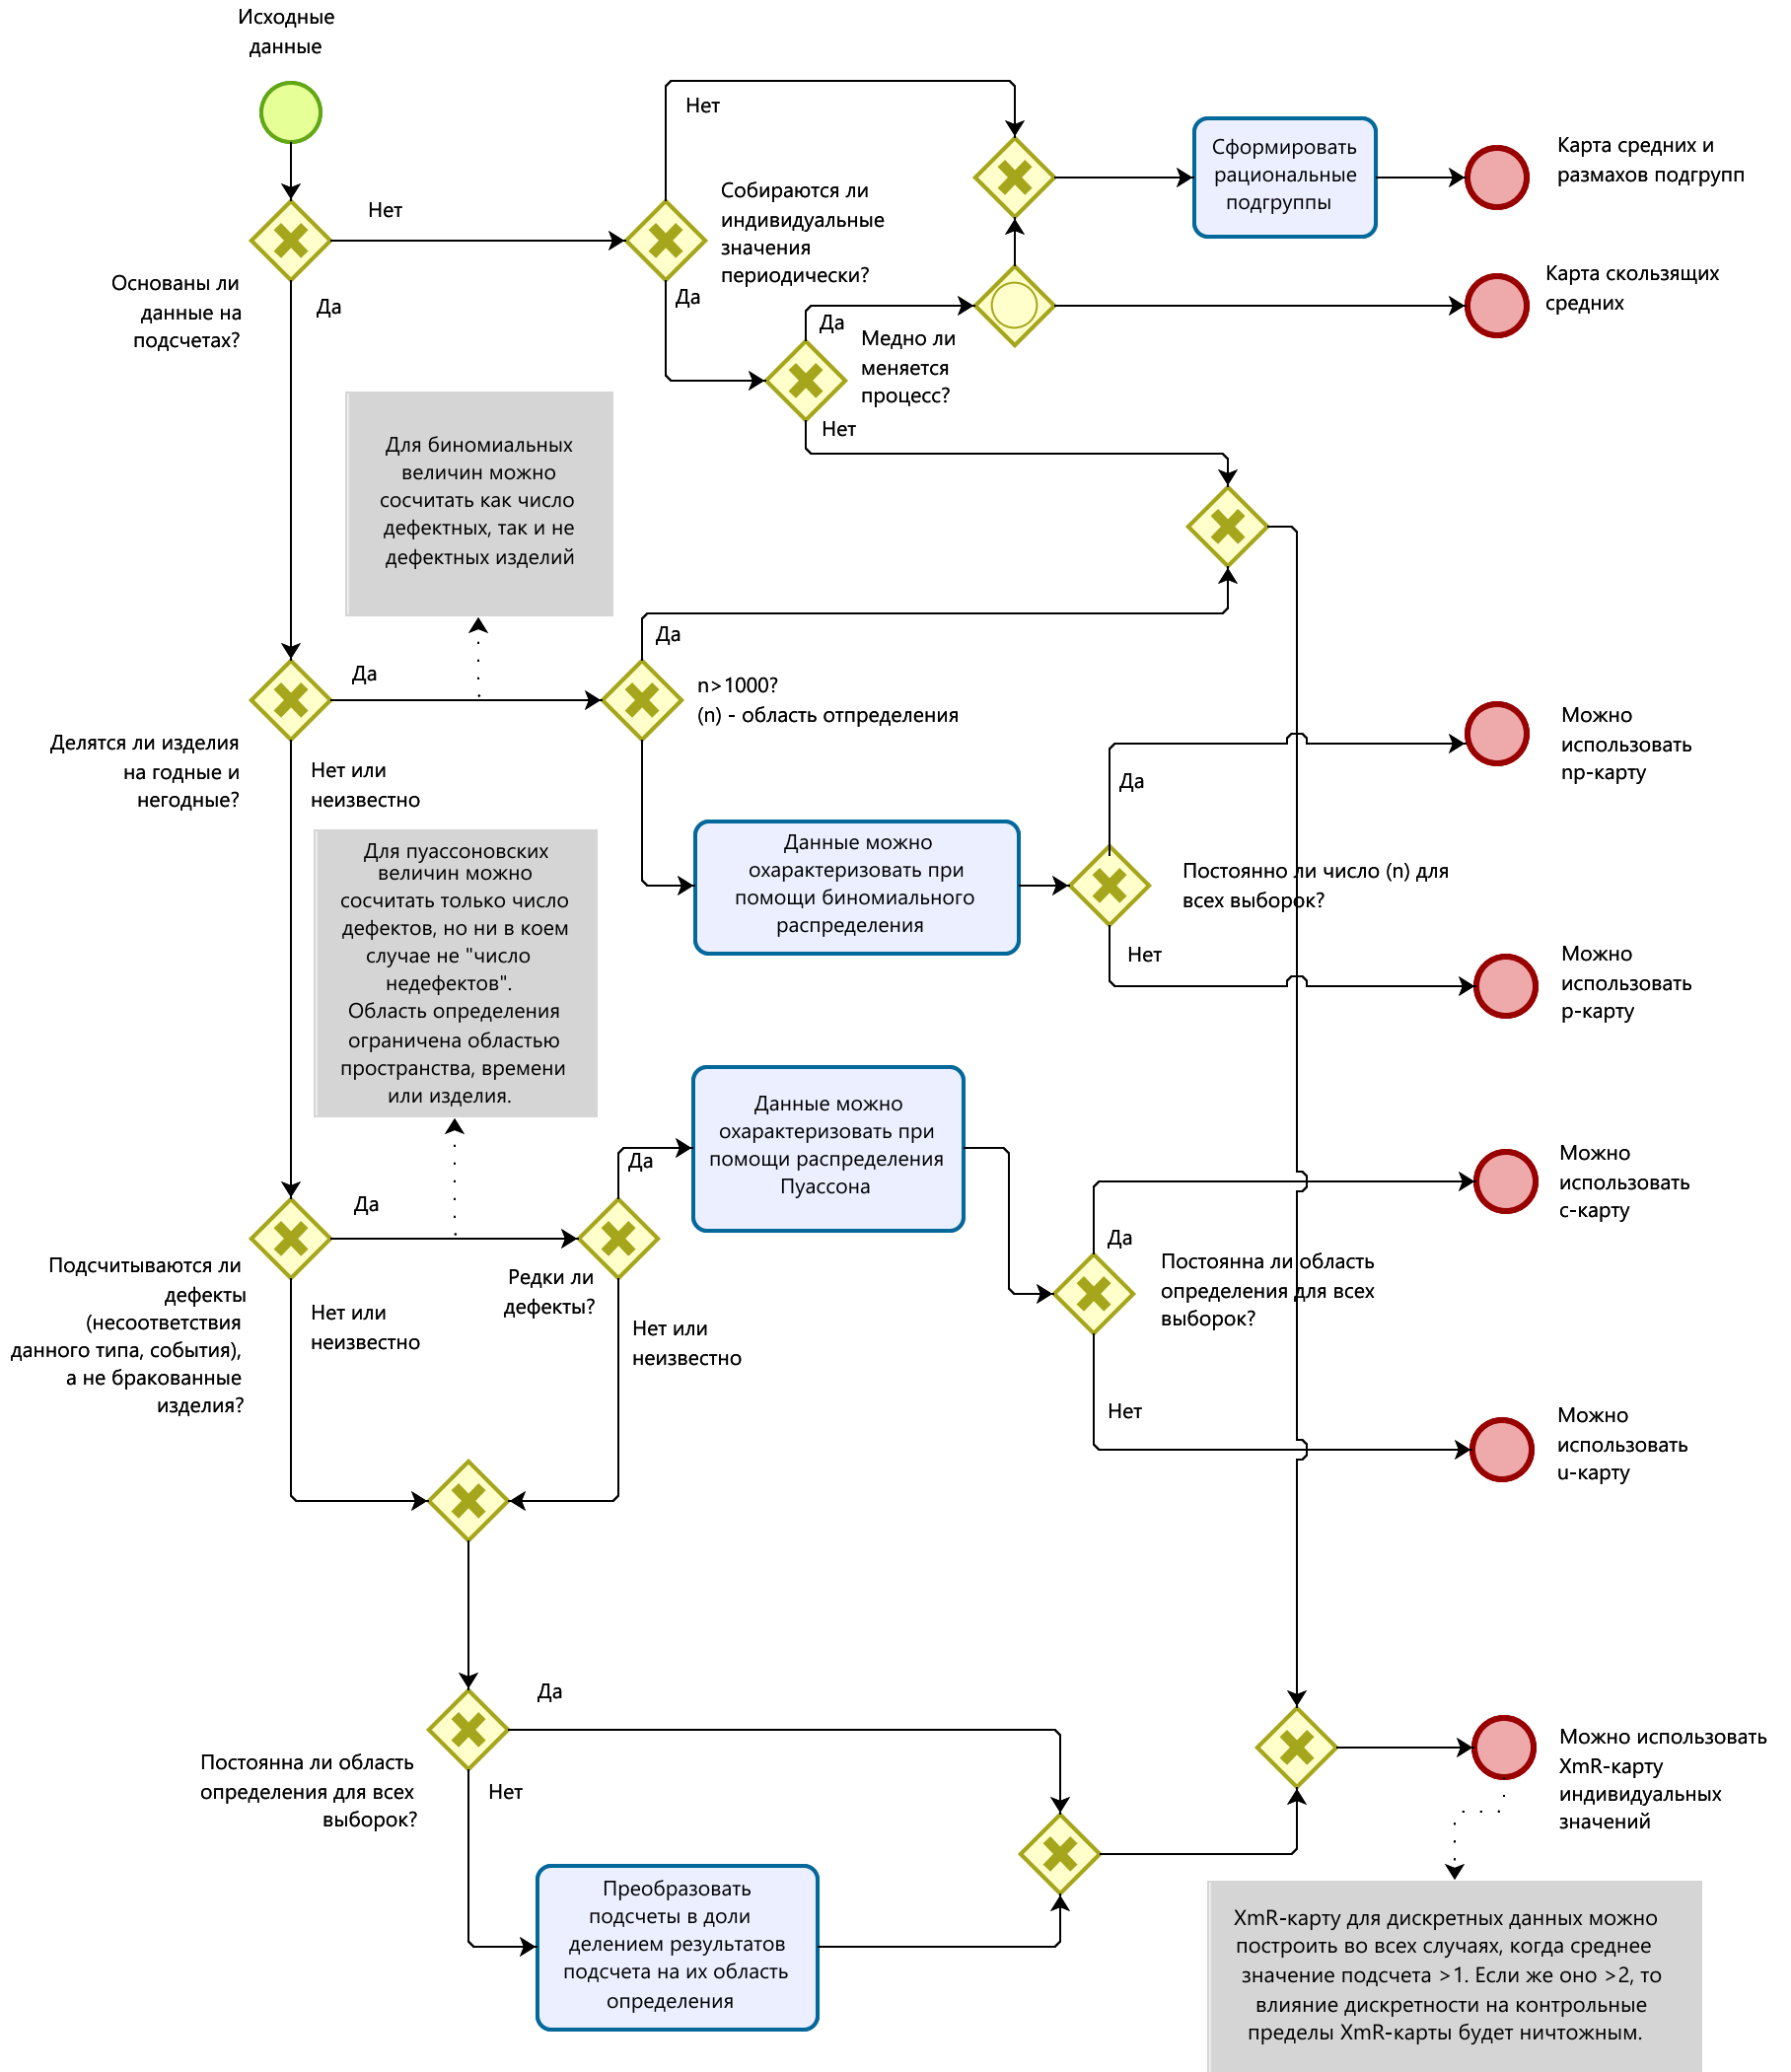 Исходные
данные
Нет
Сформировать
рациональные
подгруппы
Карта средних и
размахов подгрупп
Нет
Собираются ли
индивидуальные
значения
периодически?
Основаны ли
данные на
подсчетах?
Да
Да
Да
Медно ли
меняется
процесс?
Нет
Карта скользящих
средних
Для биномиальных
величин можно
сосчитать как число
дефектных, так и не
дефектных изделий
Да
Да
n>1000?
(n) - область отпределения
Делятся ли изделия
на годные и
негодные?
Нет или
неизвестно
Можно
использовать
np-карту
Да
Данные можно
охарактеризовать при
помощи биномиального
распределения
Постоянно ли число (n) для
всех выборок?
Нет
Можно
использовать
p-карту
Для пуассоновских
величин можно
сосчитать только число
дефектов, но ни в коем
случае не "число
недефектов".
Область определения
ограничена областью
пространства, времени
или изделия.
Данные можно
охарактеризовать при
помощи распределения
Пуассона
Да
Да
Можно
использовать
с-карту
Подсчитываются ли
дефекты
(несоответствия
данного типа, события),
а не бракованные
изделия?
Нет или
неизвестно
Редки ли
дефекты?
Нет или
неизвестно
Да
Постоянна ли область
определения для всех
выборок?
Нет
Можно
использовать
u-карту
Да
Постоянна ли область
определения для всех
выборок?
Нет
Можно использовать
XmR-карту
индивидуальных
значений
Преобразовать
подсчеты в доли
делением результатов
подсчета на их область
определения
XmR-карту для дискретных данных можно
построить во всех случаях, когда среднее
значение подсчета >1. Если же оно >2, то
влияние дискретности на контрольные
пределы XmR-карты будет ничтожным.